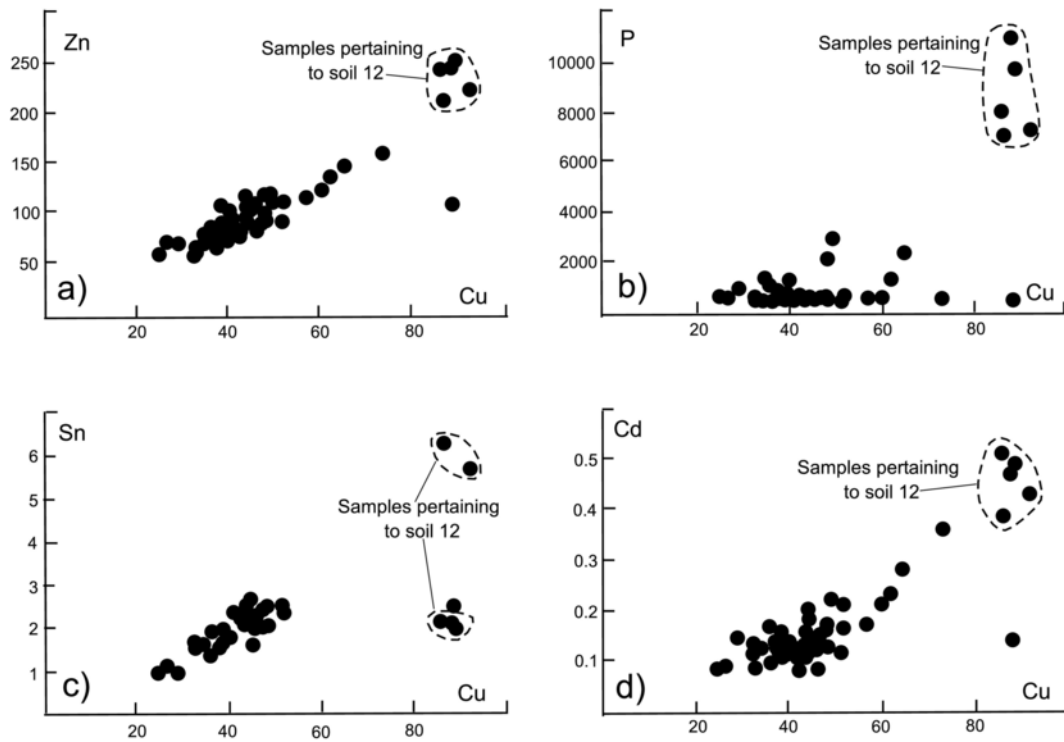 Zn
250
200
150
100
50
Samples pertaining
to soil 12
a)
Cu
20
40
60
80
P
10000
8000
6000
4000
2000
Samples pertaining
to soil 12
b)
Cu
20
40
60
80
Sn
6
5
4
3
2
1
Samples pertaining
to soil 12
c)
Cu
20
40
60
80
Cd
0.5
0.4
0.3
0.2
0.1
Samples pertaining
to soil 12
d)
Cu
20
40
60
80